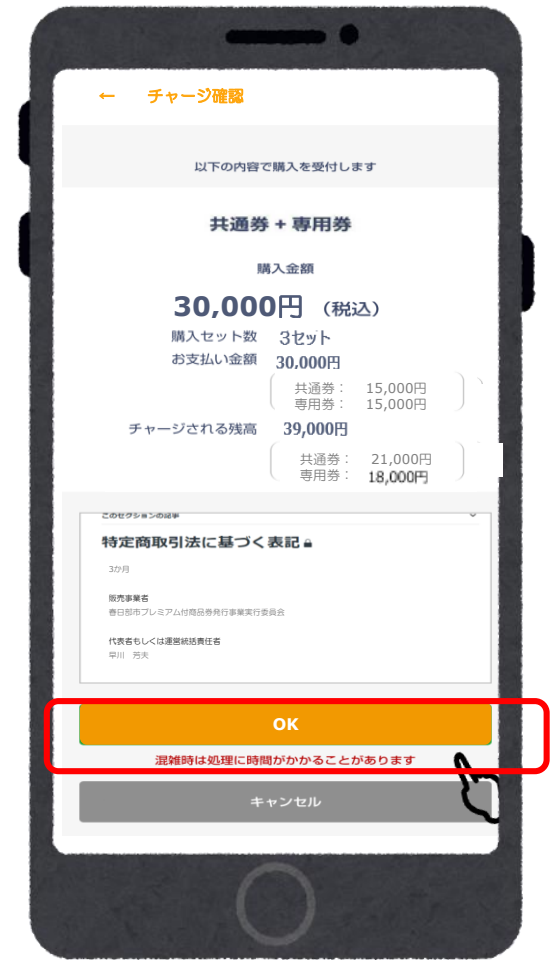 ← チャージ確認
以下の内容で購入を受付します
共通券 + 専用券
購入金額
30,000円 （税込）
購入セット数 3セット
お支払い金額 30,000円
共通券： 15,000円
専用券： 15,000円
チャージされる残高 39,000円
共通券： 21,000円
専用券： 18,000円
このセクションの記事
特定商取引法に基づく表記
3か月
販売事業者
春日部市プレミアム付商品券発行事業実行委員会
代表者もしくは運営統括責任者
早川 芳夫
OK
混雑時は処理に時間がかかることがあります
キャンセル